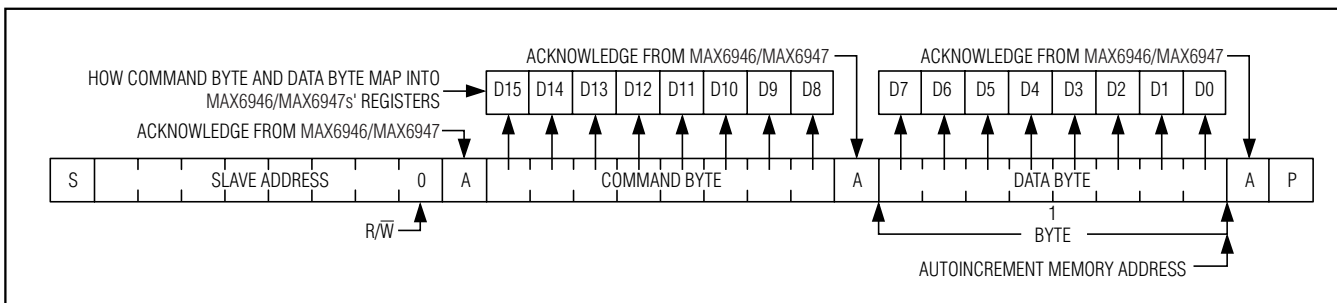 ACKNOWLEDGE FROM MAX6946/MAX6947
ACKNOWLEDGE FROM MAX6946/MAX6947
HOW COMMAND BYTE AND DATA BYTE MAP INTO
MAX6946/MAX6947s' REGISTERS
D15 D14 D13 D12 D11 D10 D9 D8
D7 D6 D5 D4 D3 D2 D1 D0
ACKNOWLEDGE FROM MAX6946/MAX6947
S SLAVE ADDRESS 0 A COMMAND BYTE A DATA BYTE A P
R/W̅
1
BYTE
AUTOINCREMENT MEMORY ADDRESS